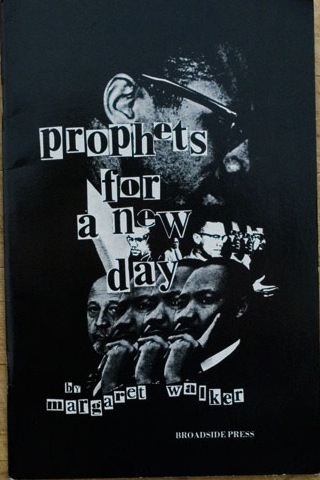 prophets
for
a new
day
by
margaret walker
BROADSIDE PRESS